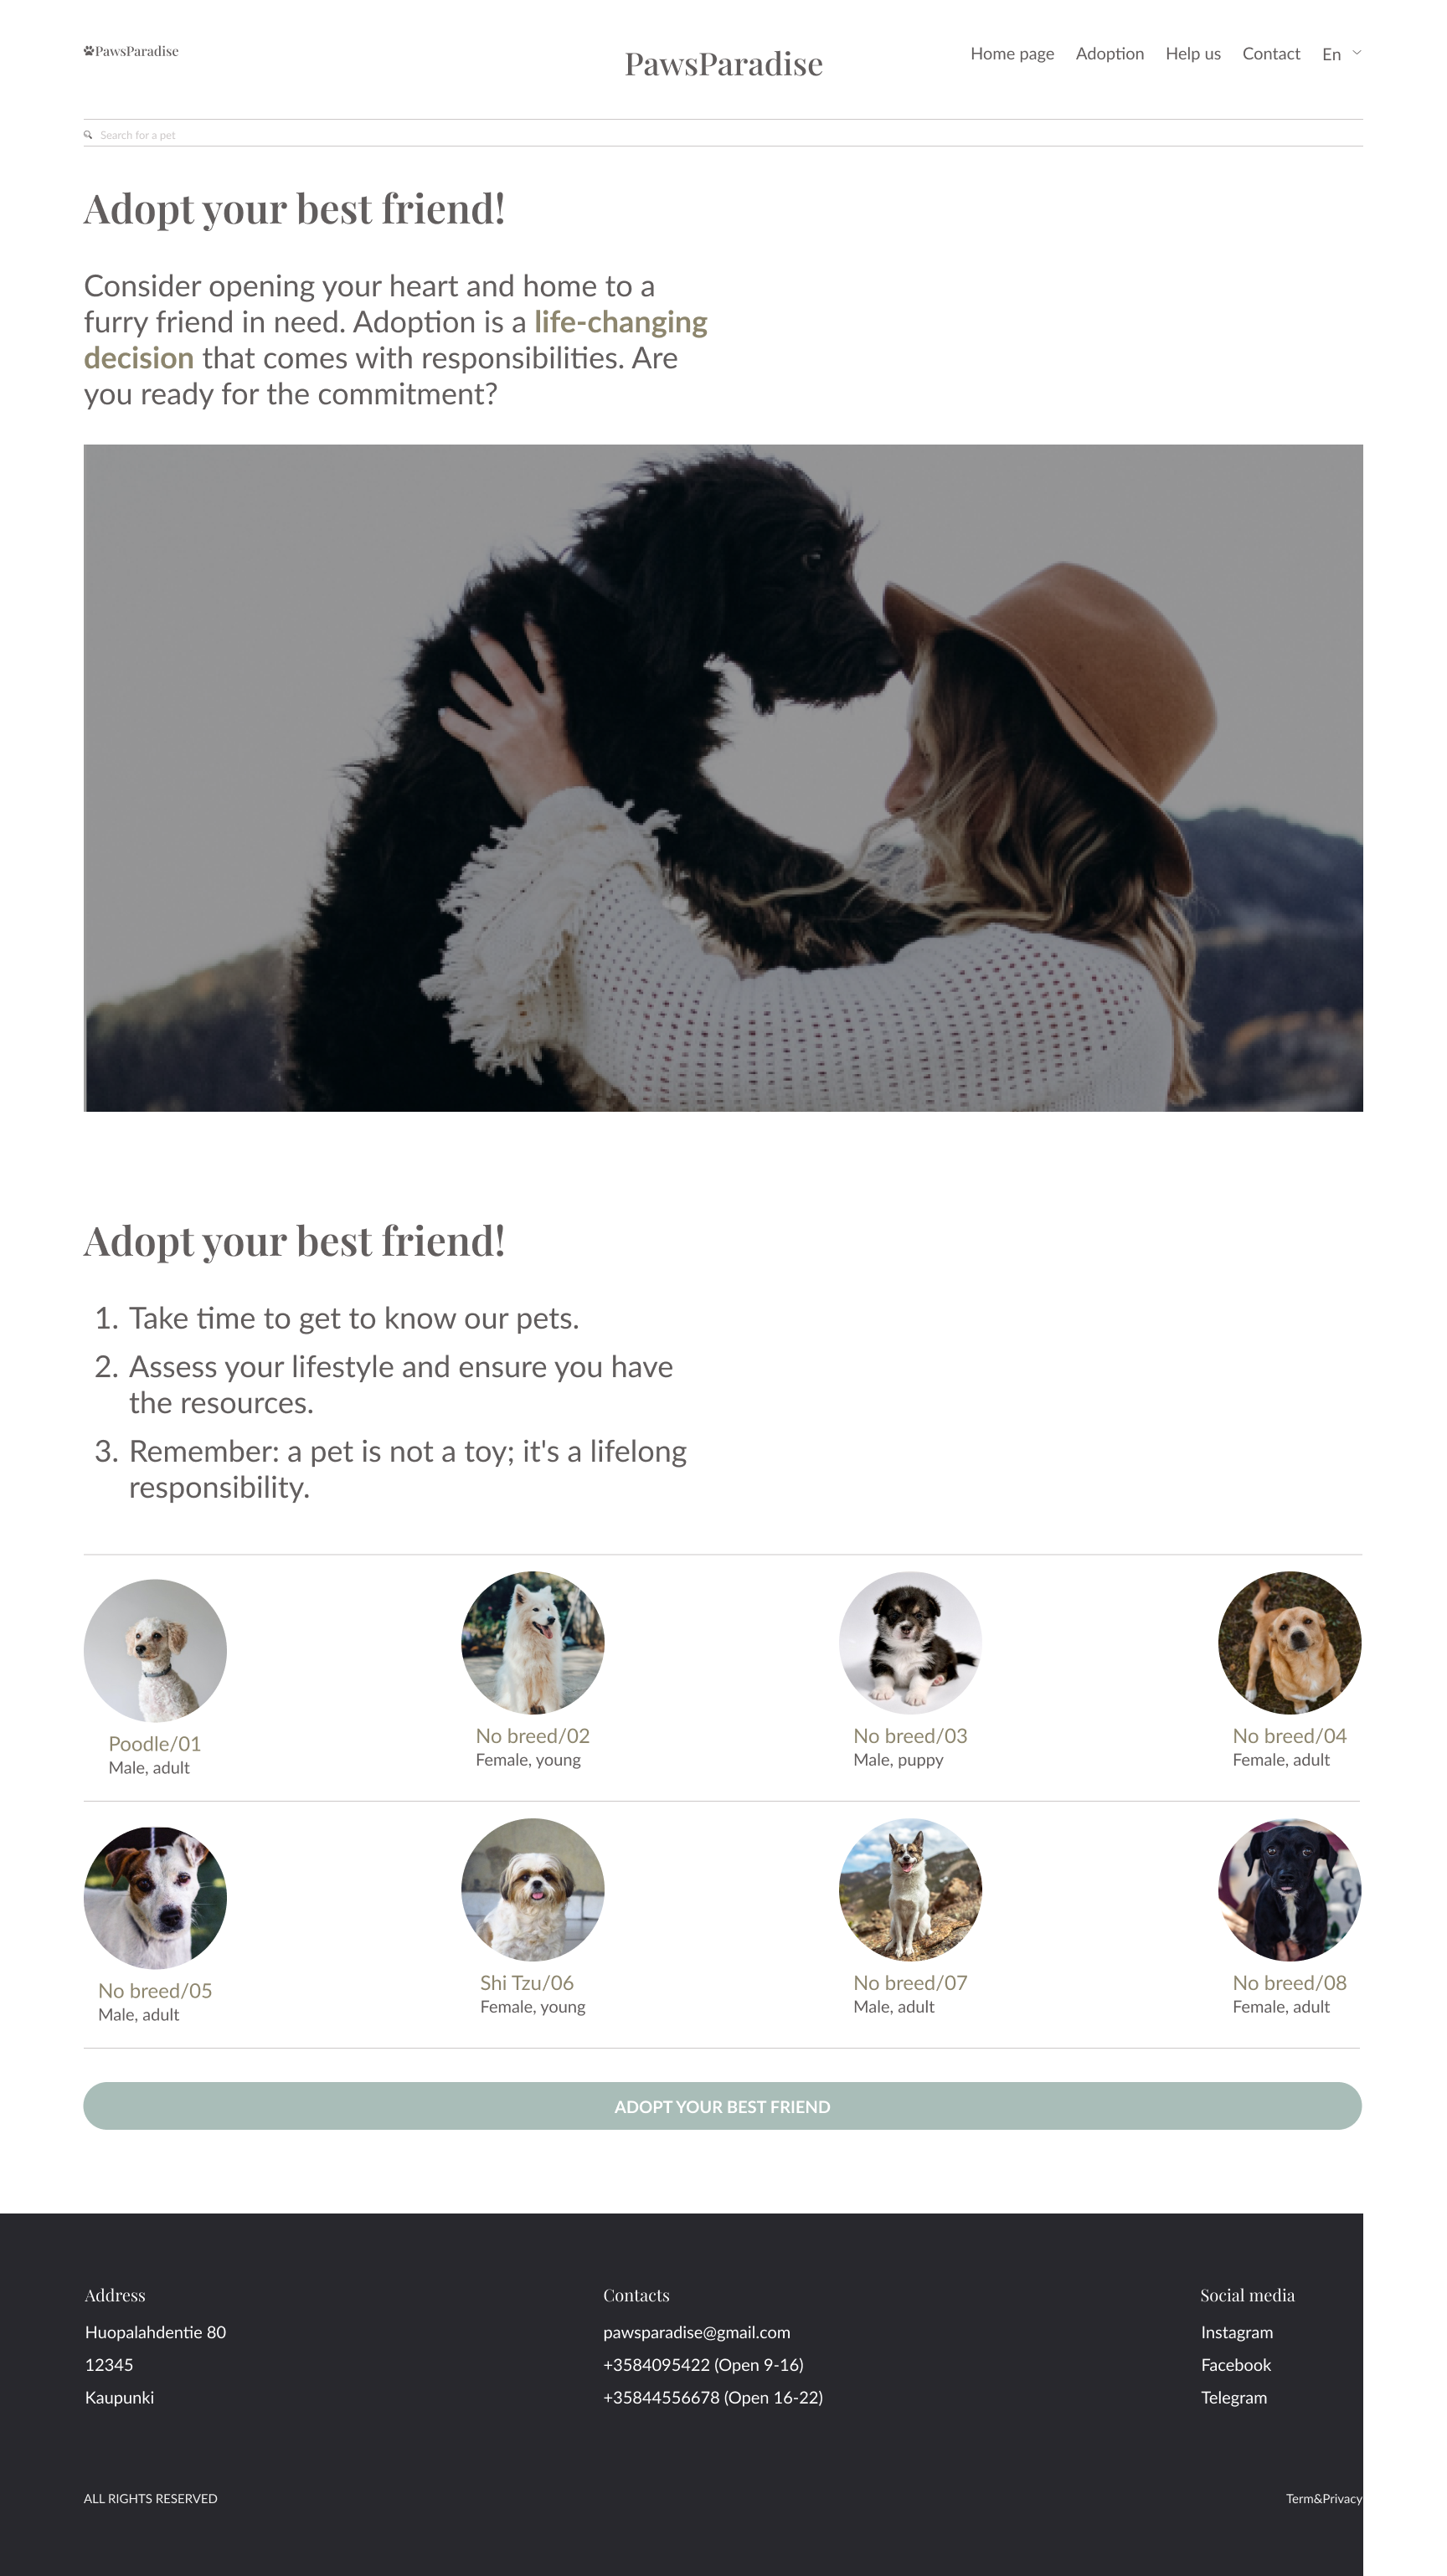 PawsParadise
PawsParadise
Home page Adoption Help us Contact En
Search for a pet
Adopt your best friend!
Consider opening your heart and home to a
furry friend in need. Adoption is a life-changing
decision that comes with responsibilities. Are
you ready for the commitment?
Adopt your best friend!
1. Take time to get to know our pets.
2. Assess your lifestyle and ensure you have
the resources.
3. Remember: a pet is not a toy; it's a lifelong
responsibility.
Poodle/01
Male, adult
No breed/02
Female, young
No breed/03
Male, puppy
No breed/04
Female, adult
No breed/05
Male, adult
Shi Tzu/06
Female, young
No breed/07
Male, adult
No breed/08
Female, adult
ADOPT YOUR BEST FRIEND
Address
Huopalahdentie 80
12345
Kaupunki
Contacts
pawsparadise@gmail.com
+3584095422 (Open 9-16)
+35844556678 (Open 16-22)
Social media
Instagram
Facebook
Telegram
ALL RIGHTS RESERVED
Term&Privacy